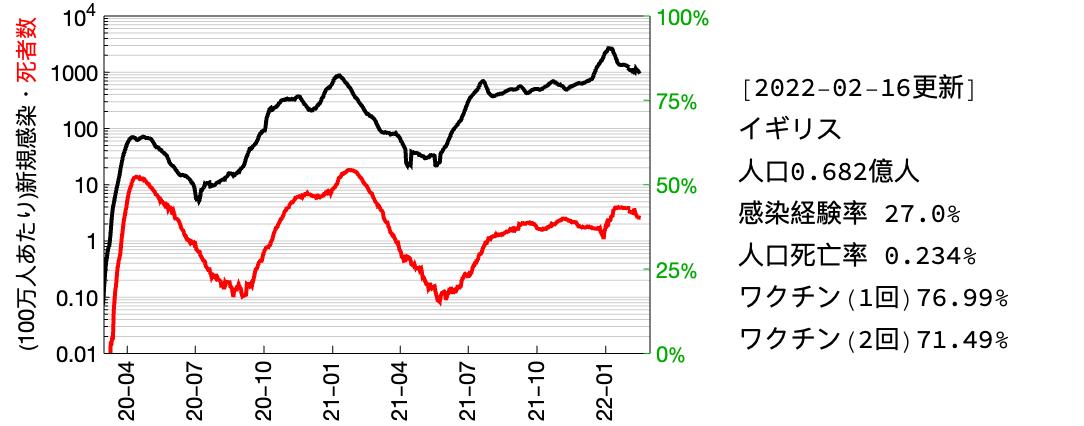 (100万人あたり)新規感染・死者数
10⁴
1000
100
10
1
0.10
0.01
100%
75%
50%
25%
0%
20-04
20-07
20-10
21-01
21-04
21-07
21-10
22-01
[2022-02-16更新]
イギリス
人口0.682億人
感染経験率 27.0%
人口死亡率 0.234%
ワクチン(1回)76.99%
ワクチン(2回)71.49%